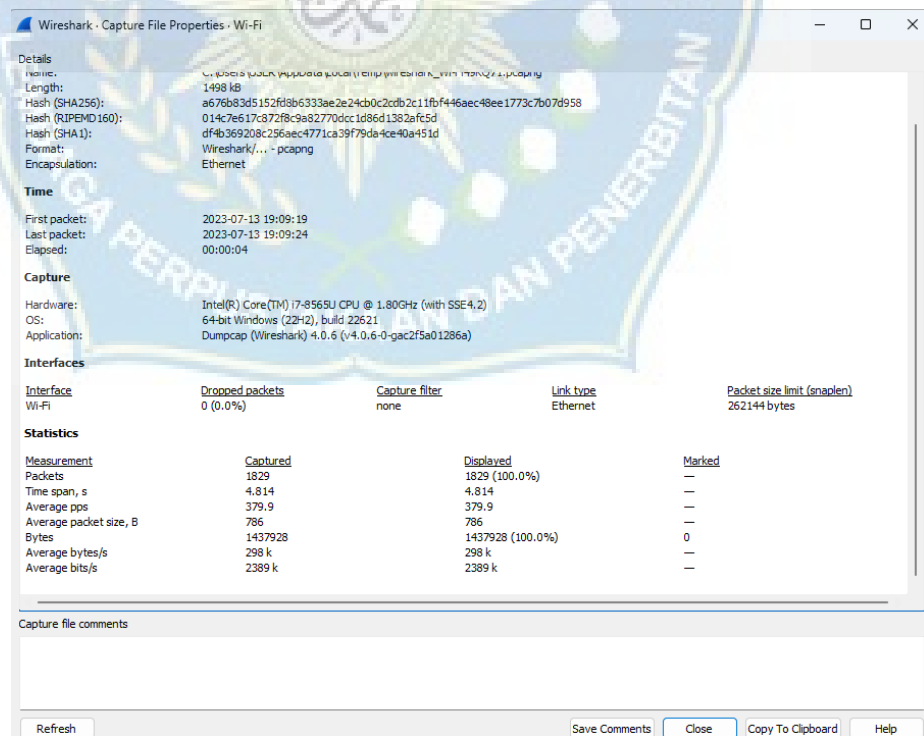 Wireshark · Capture File Properties · Wi-Fi
Details
Name:
Length: 1498 kB
Hash (SHA256): a676b83d5152fd8b6333ae2e24cb0c2cdb2c11fbf446aec48ee1773c7b07d958
Hash (RIPEMD160): 014c7e617c872f8c9a82770dcc1d86d1382afc5d
Hash (SHA1): df4b369208c256aec4771ca39f79da4ce40a451d
Format: Wireshark/... - pcapng
Encapsulation: Ethernet
Time
First packet: 2023-07-13 19:09:19
Last packet: 2023-07-13 19:09:24
Elapsed: 00:00:04
Capture
Hardware: Intel(R) Core(TM) i7-8565U CPU @ 1.80GHz (with SSE4.2)
OS: 64-bit Windows (22H2), build 22621
Application: Dumpcap (Wireshark) 4.0.6 (v4.0.6-0-gac2f5a01286a)
Interfaces
Interface Dropped packets Capture filter Link type Packet size limit (snaplen)
Wi-Fi 0 (0.0%) none Ethernet 262144 bytes
Statistics
Measurement Captured Displayed Marked
Packets 1829 1829 (100.0%) —
Time span, s 4.814 4.814 —
Average pps 379.9 379.9 —
Average packet size, B 786 786 —
Bytes 1437928 1437928 (100.0%) 0
Average bytes/s 298 k 298 k —
Average bits/s 2389 k 2389 k —
Capture file comments
Refresh Save Comments Close Copy To Clipboard Help
DAN PENERBITAN